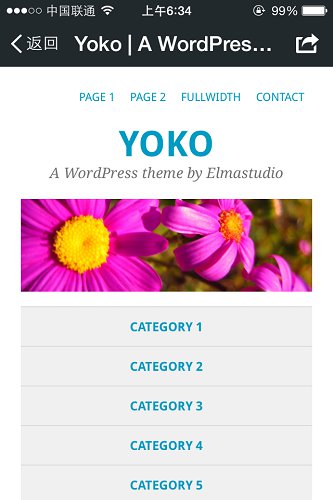 中国联通 上午6:34 99%
返回 Yoko | A WordPres...
PAGE 1 PAGE 2 FULLWIDTH CONTACT
YOKO
A WordPress theme by Elmastudio
CATEGORY 1
CATEGORY 2
CATEGORY 3
CATEGORY 4
CATEGORY 5